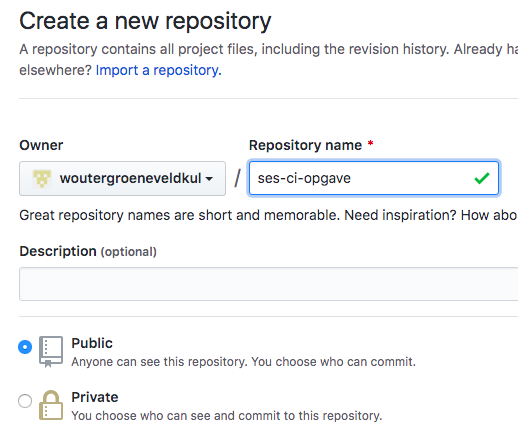 Create a new repository
A repository contains all project files, including the revision history. Already
elsewhere? Import a repository.
Owner Repository name *
woutergroeneveldkul / ses-ci-opgave
Great repository names are short and memorable. Need inspiration? How
Description (optional)
Public
Anyone can see this repository. You choose who can commit.
Private
You choose who can see and commit to this repository.